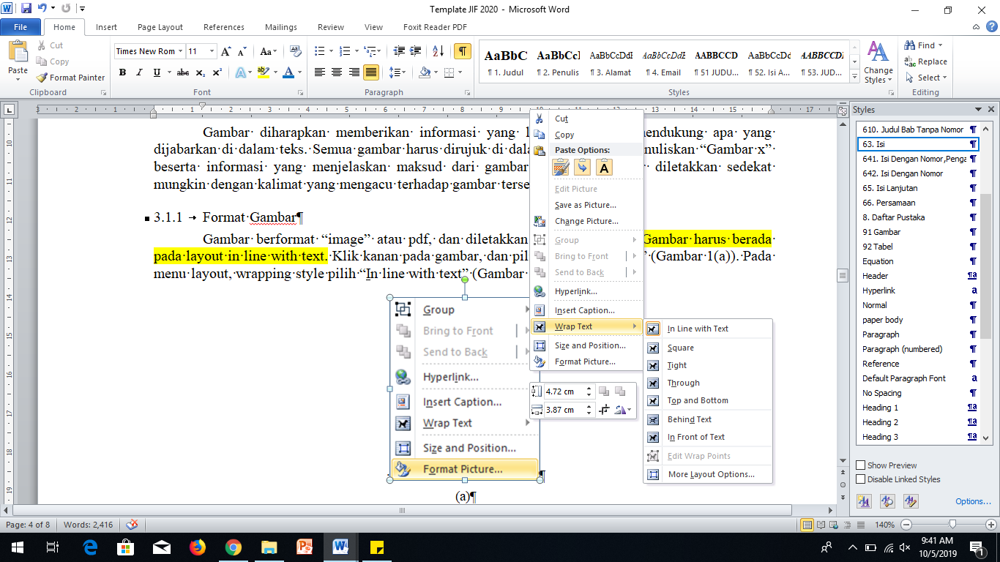 Template JIF 2020 - Microsoft Word
File Home Insert Page Layout References Mailings Review View Foxit Reader PDF
Paste
Cut
Copy
Format Painter
Clipboard
Times New Rom 11
Font
Paragraph
AaBbC AaBbCcI AaBbCcDdE AaBbCcDdE AABBCCD AaBbCcDd AABBCCDI
¶ 1. Judul ¶ 2. Penulis ¶ 3. Alamat ¶ 4. Email ¶ 51 JUDU... ¶ 52. Isi A... ¶ 53. JUD...
Styles
Change Styles
Find
Replace
Select
Editing
Gambar diharapkan memberikan informasi yang l
endukung apa yang
dijabarkan di dalam teks. Semua gambar harus dirujuk di dala
nuliskan “Gambar x”
beserta informasi yang menjelaskan maksud dari gambar
diletakkan sedekat
mungkin dengan kalimat yang mengacu terhadap gambar terse
3.1.1 Format Gambar¶
Gambar berformat “image” atau pdf, dan diletakkan
Gambar harus berada
pada layout in line with text. Klik kanan pada gambar, dan pil
” (Gambar 1(a)). Pada
menu layout, wrapping style pilih “In line with text” (Gambar
Group
Bring to Front
Send to Back
Hyperlink...
Insert Caption...
Wrap Text
Size and Position...
Format Picture...
(a)¶
Cut
Copy
Paste Options:
Edit Picture
Save as Picture...
Change Picture...
Group
Bring to Front
Send to Back
Hyperlink...
Insert Caption...
Wrap Text
Size and Position...
Format Picture...
4.72 cm
3.87 cm
In Line with Text
Square
Tight
Through
Top and Bottom
Behind Text
In Front of Text
Edit Wrap Points
More Layout Options...
Styles
610. Judul Bab Tanpa Nomor ¶
63. Isi ¶
641. Isi Dengan Nomor,Penga ¶
642. Isi Dengan Nomor ¶
65. Isi Lanjutan ¶
66. Persamaan ¶
8. Daftar Pustaka ¶
91 Gambar ¶
92 Tabel ¶
Equation ¶
Header ¶a
Hyperlink a
Normal ¶
paper body ¶
Paragraph ¶
Paragraph (numbered) ¶
Reference ¶
Default Paragraph Font a
No Spacing ¶
Heading 1 ¶a
Heading 2 ¶a
Heading 3 ¶a
Show Preview
Disable Linked Styles
Options...
Page: 4 of 8 Words: 2,416
140%
9:41 AM
10/5/2019